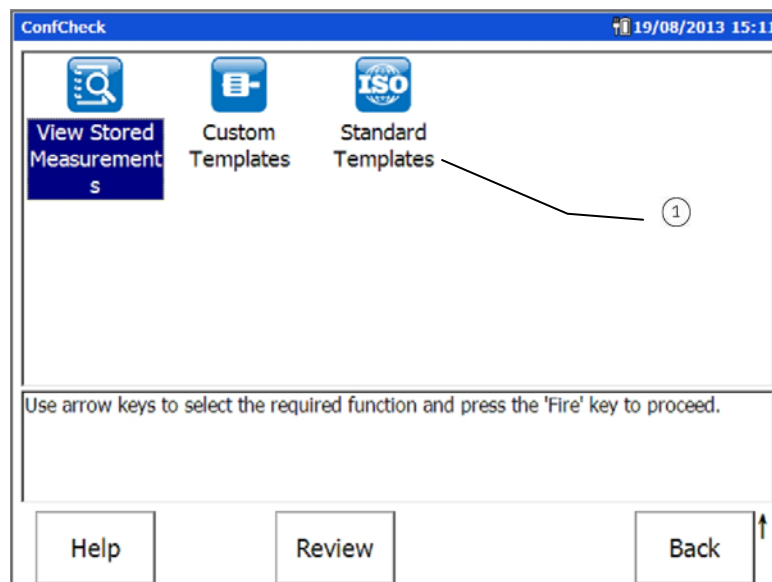 ConfCheck
19/08/2013 15:11
ISO
View Stored
Measurement
s
Custom
Templates
Standard
Templates
1
Use arrow keys to select the required function and press the 'Fire' key to proceed.
Help
Review
Back